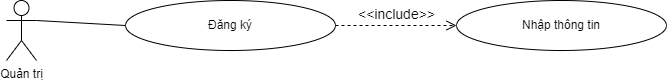 <<include>>
Đăng ký
Nhập thông tin
Quản trị